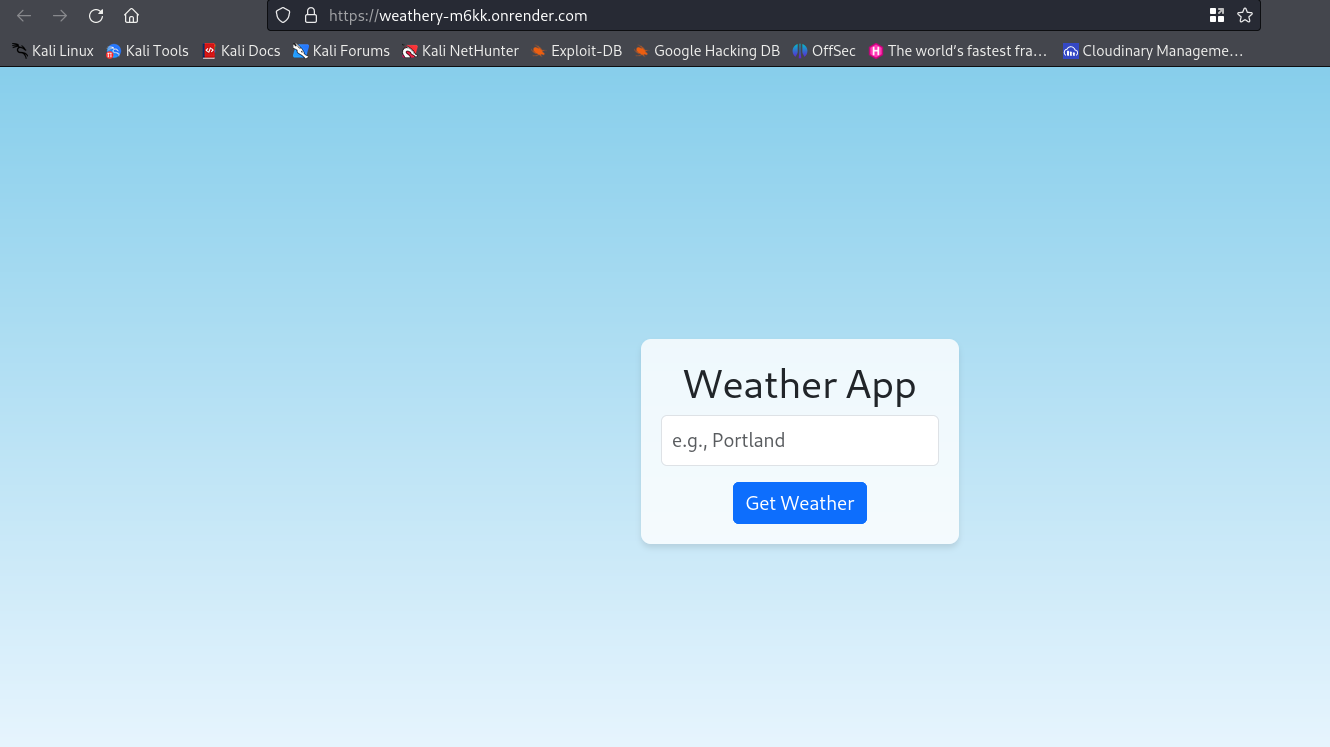 https://weathery-m6kk.onrender.com
Kali Linux Kali Tools Kali Docs Kali Forums Kali NetHunter Exploit-DB Google Hacking DB OffSec The world's fastest fra… Cloudinary Manageme…
Weather App
e.g., Portland
Get Weather